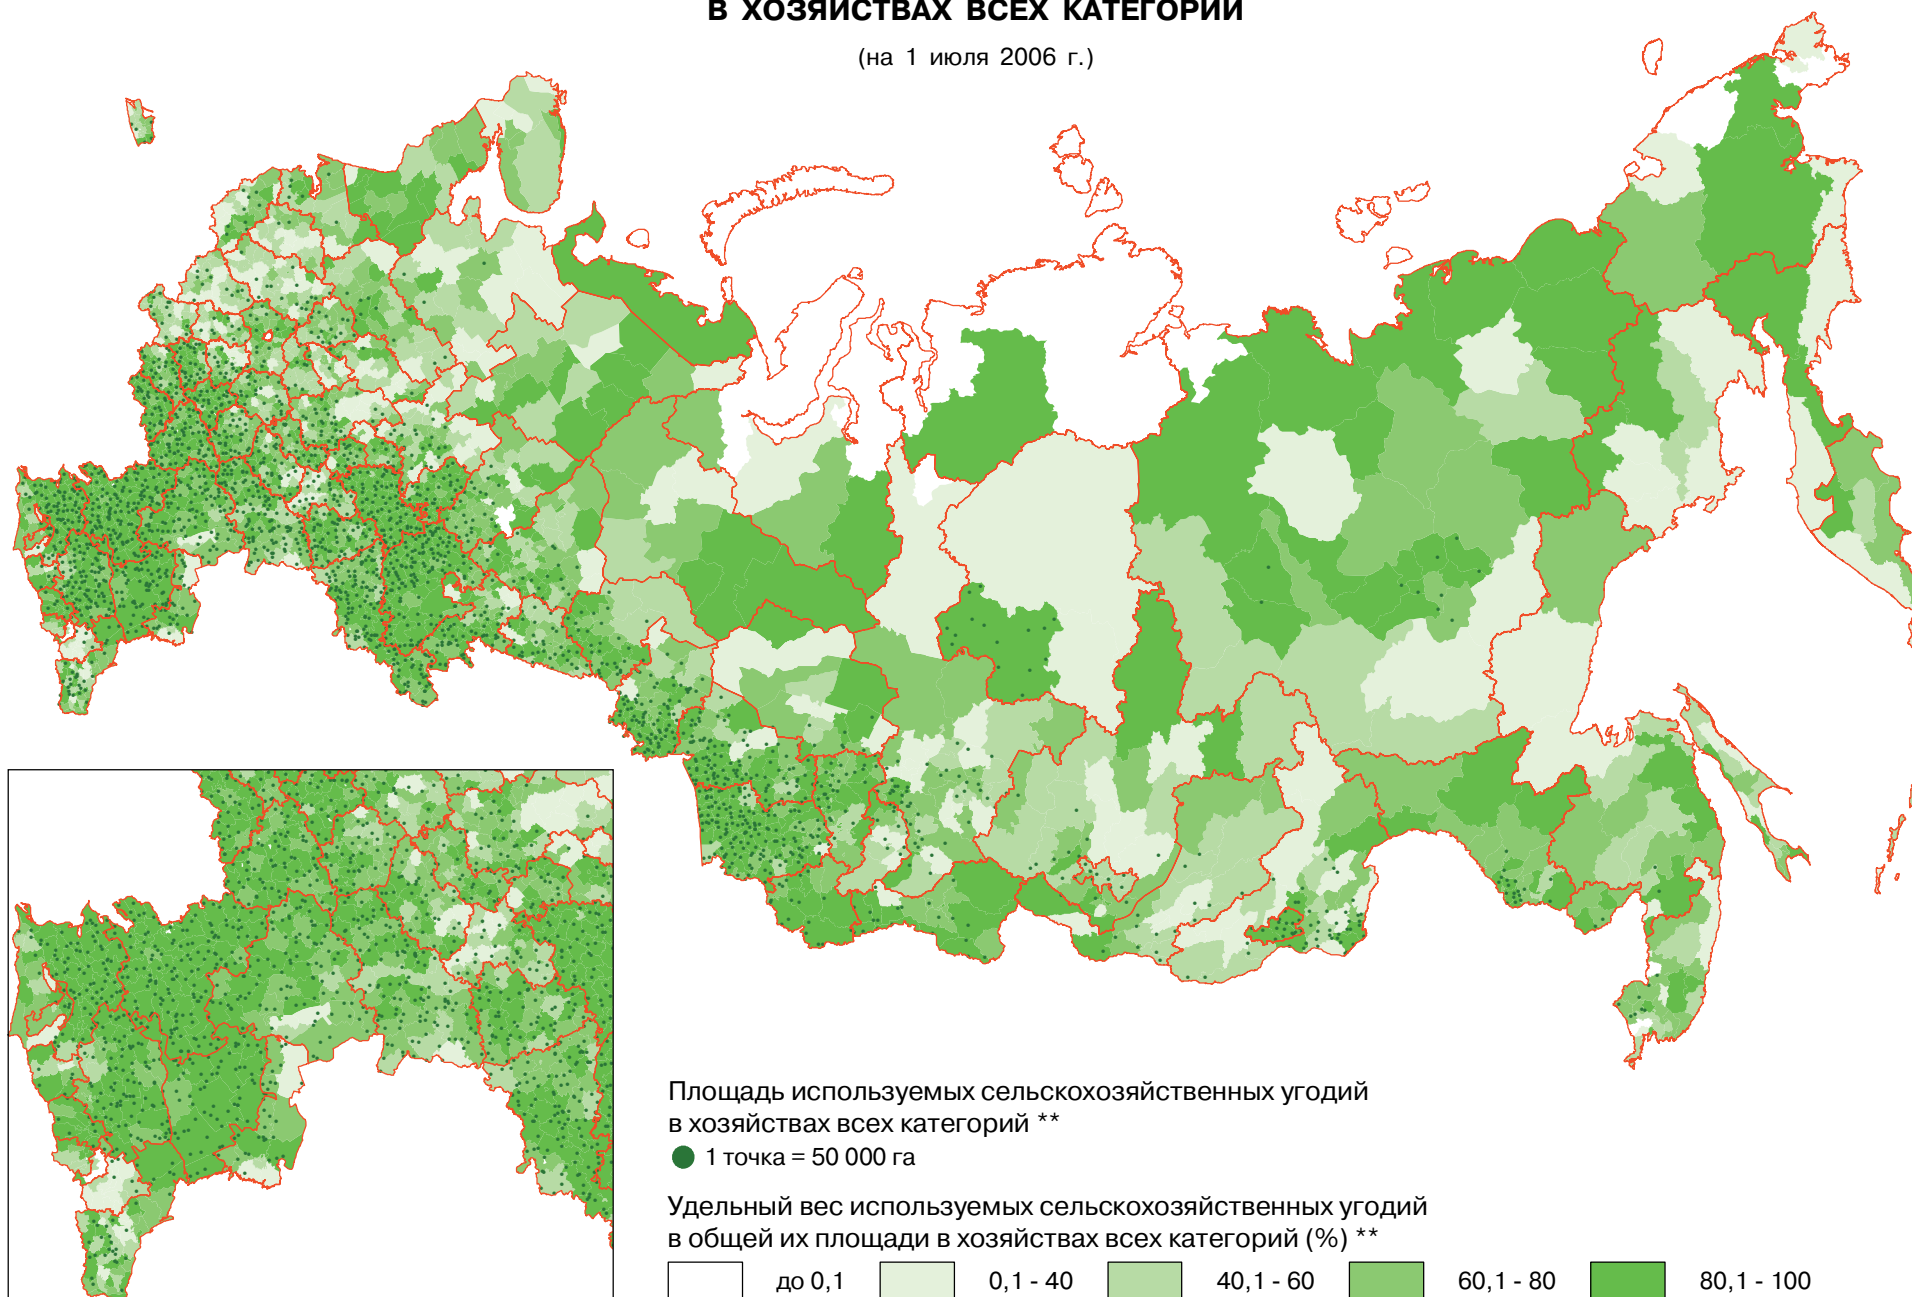 В ХОЗЯЙСТВАХ ВСЕХ КАТЕГОРИЙ
(на 1 июля 2006 г.)
Площадь используемых сельскохозяйственных угодий
в хозяйствах всех категорий **
1 точка = 50 000 га
Удельный вес используемых сельскохозяйственных угодий
в общей их площади в хозяйствах всех категорий (%) **
до 0,1 0,1 - 40 40,1 - 60 60,1 - 80 80,1 - 100